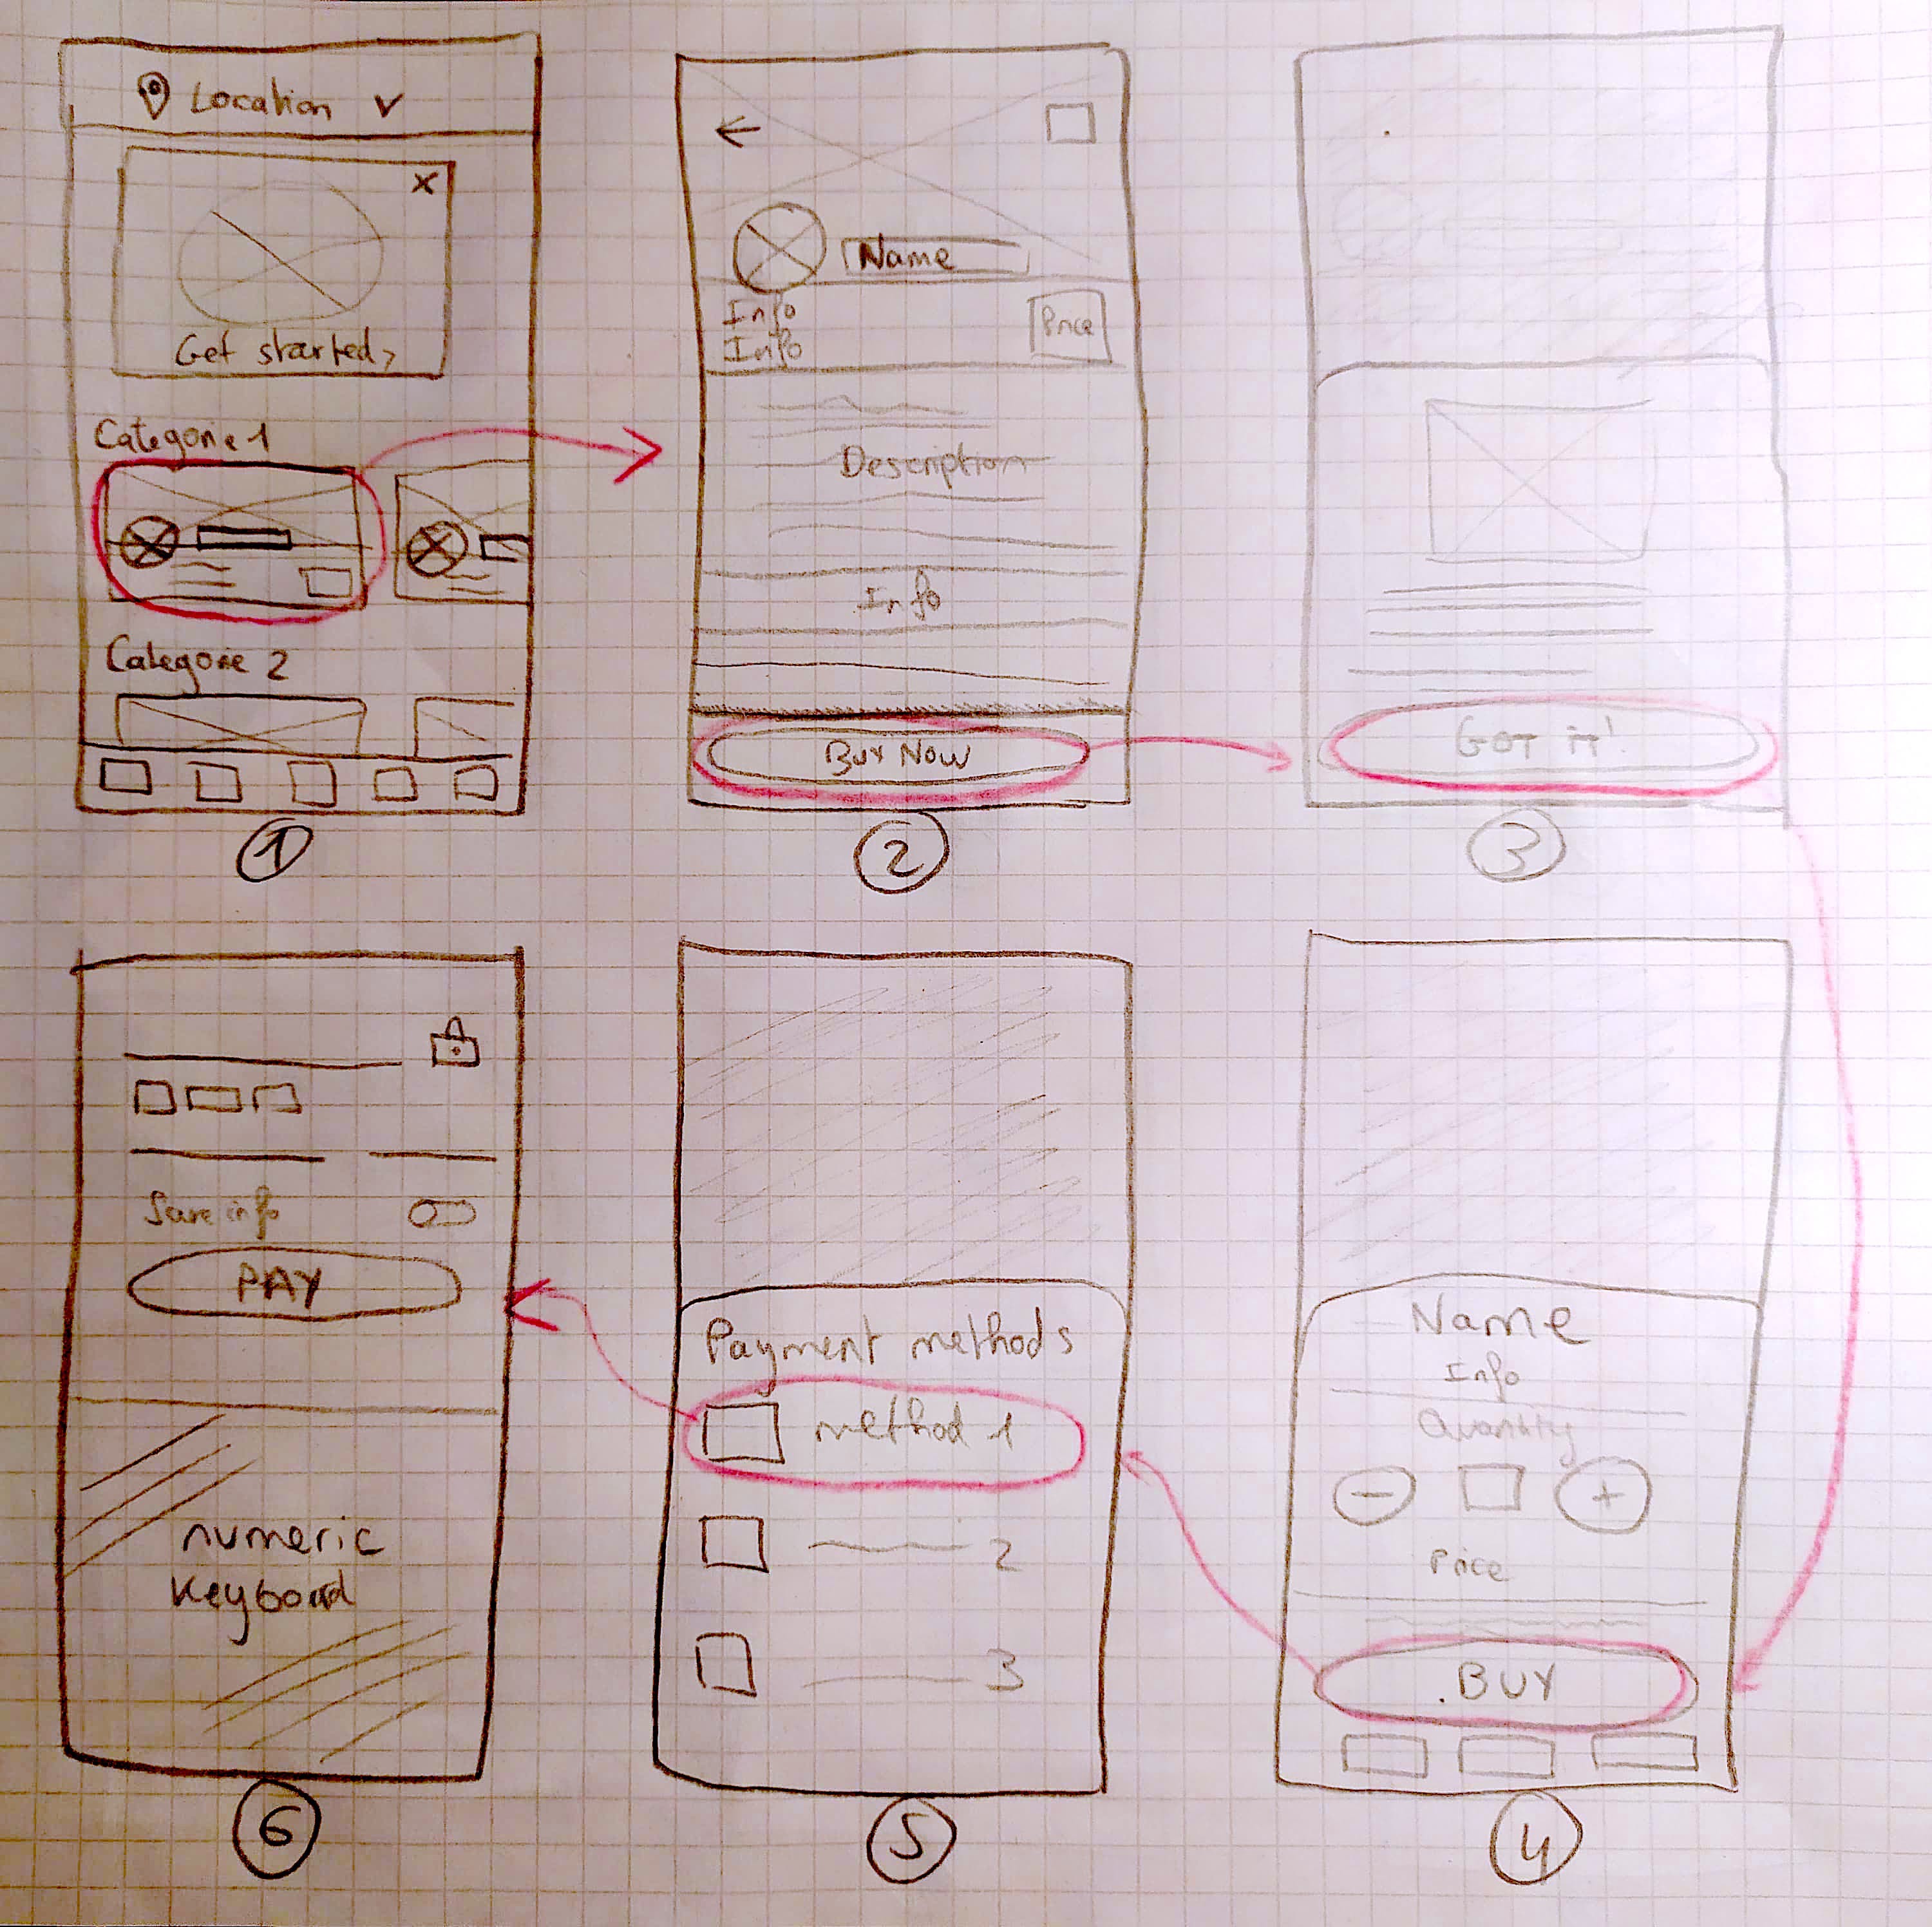 Location
X
Get started >
Categorie 1
Categorie 2
1
←
Name
Info
Info
Price
Description
Info
Buy Now
2
GOT IT!
3
Save info
PAY
numeric
Keyboard
6
Payment methods
method 1
2
3
5
Name
Info
Quantity
- +
Price
BUY
4